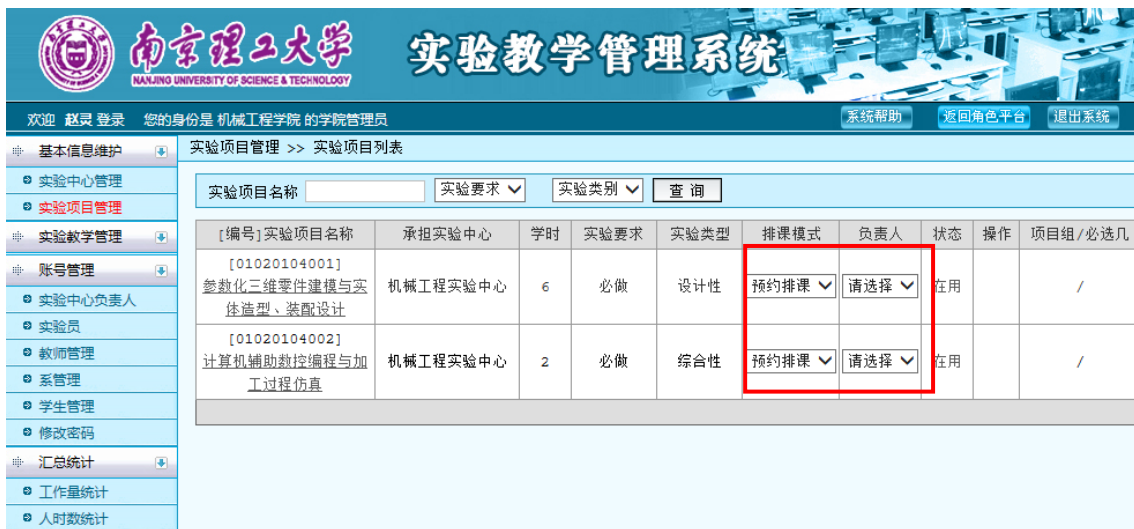 南京理工大学
NANJING UNIVERSITY OF SCIENCE & TECHNOLOGY
实验教学管理系统
欢迎 赵灵 登录 您的身份是 机械工程学院 的学院管理员
系统帮助 返回角色平台 退出系统
基本信息维护
实验中心管理
实验项目管理
实验教学管理
账号管理
实验中心负责人
实验员
教师管理
系管理
学生管理
修改密码
汇总统计
工作量统计
人时数统计
实验项目管理 >> 实验项目列表
实验项目名称 实验要求 实验类别 查 询
[编号]实验项目名称 承担实验中心 学时 实验要求 实验类型 排课模式 负责人 状态 操作 项目组/必选几
[01020104001]
参数化三维零件建模与实 机械工程实验中心 6 必做 设计性 预约排课 请选择 在用 /
体造型、装配设计
[01020104002]
计算机辅助数控编程与加 机械工程实验中心 2 必做 综合性 预约排课 请选择 在用 /
工过程仿真